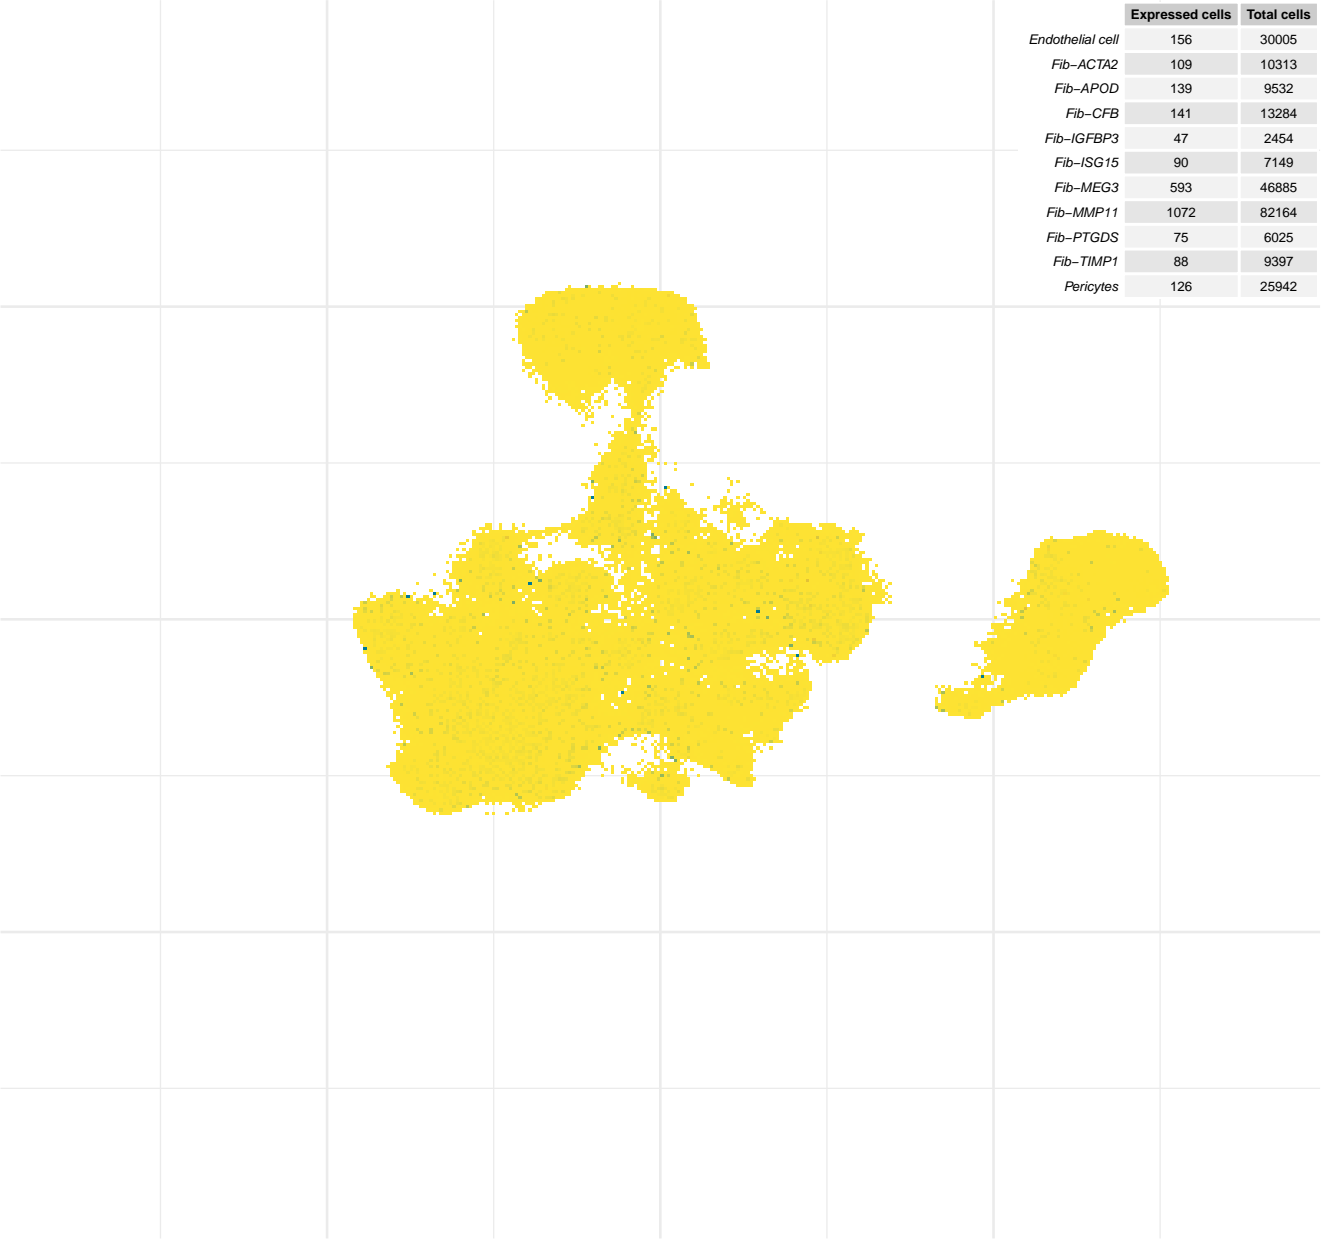 Expressed cells Total cells
Endothelial cell 156 30005
Fib−ACTA2 109 10313
Fib−APOD 139 9532
Fib−CFB 141 13284
Fib−IGFBP3 47 2454
Fib−ISG15 90 7149
Fib−MEG3 593 46885
Fib−MMP11 1072 82164
Fib−PTGDS 75 6025
Fib−TIMP1 88 9397
Pericytes 126 25942